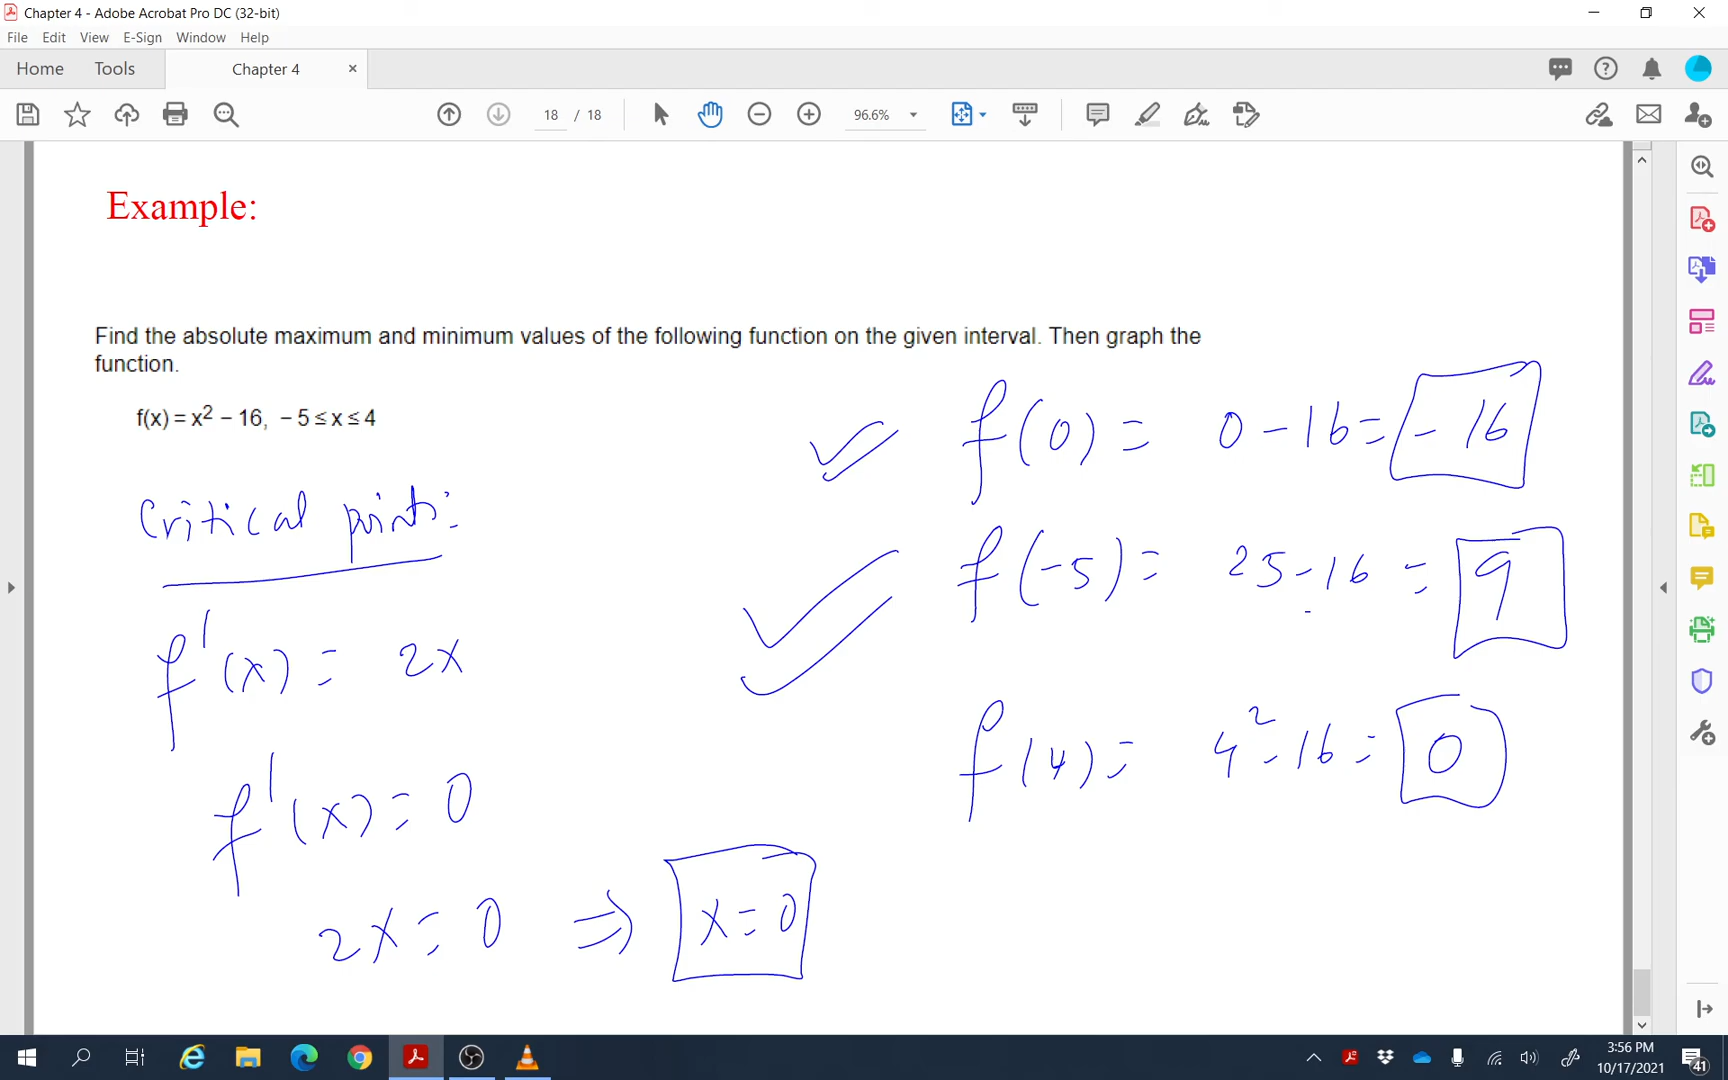 Chapter 4 - Adobe Acrobat Pro DC (32-bit)
File Edit View E-Sign Window Help
Home Tools Chapter 4 ×
18 / 18 96.6%
Example:
Find the absolute maximum and minimum values of the following function on the given interval. Then graph the
function.
f(x) = x² − 16, − 5 ≤ x ≤ 4
Critical points:
f'(x) = 2x
f'(x) = 0
2x = 0 ⇒ x = 0
f(0) = 0 - 16 = - 16
f(-5) = 25 - 16 = 9
f(4) = 4² - 16 = 0
3:56 PM
10/17/2021
41